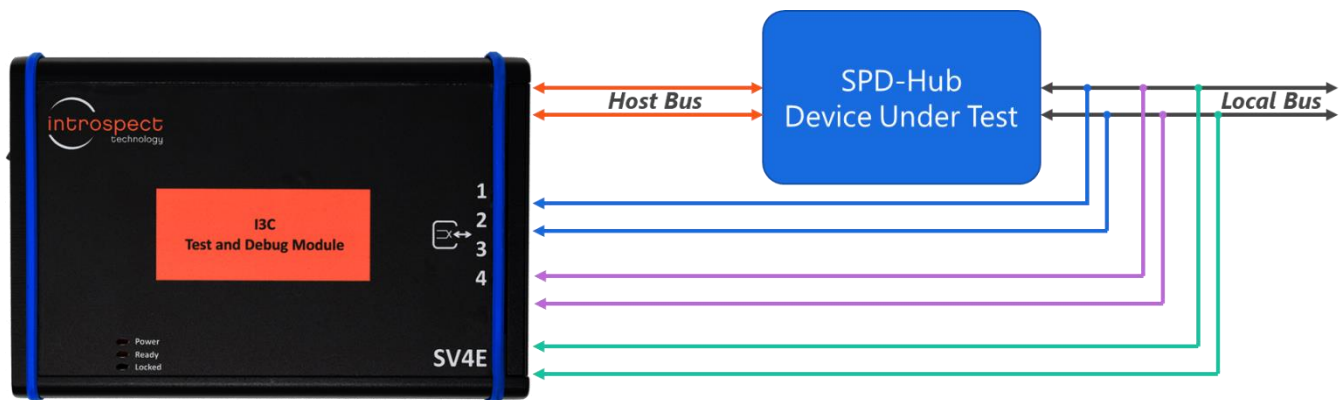 introspect
technology
I3C
Test and Debug Module
1
2
3
4
Power
Ready
Locked
SV4E
Host Bus
SPD-Hub
Device Under Test
Local Bus